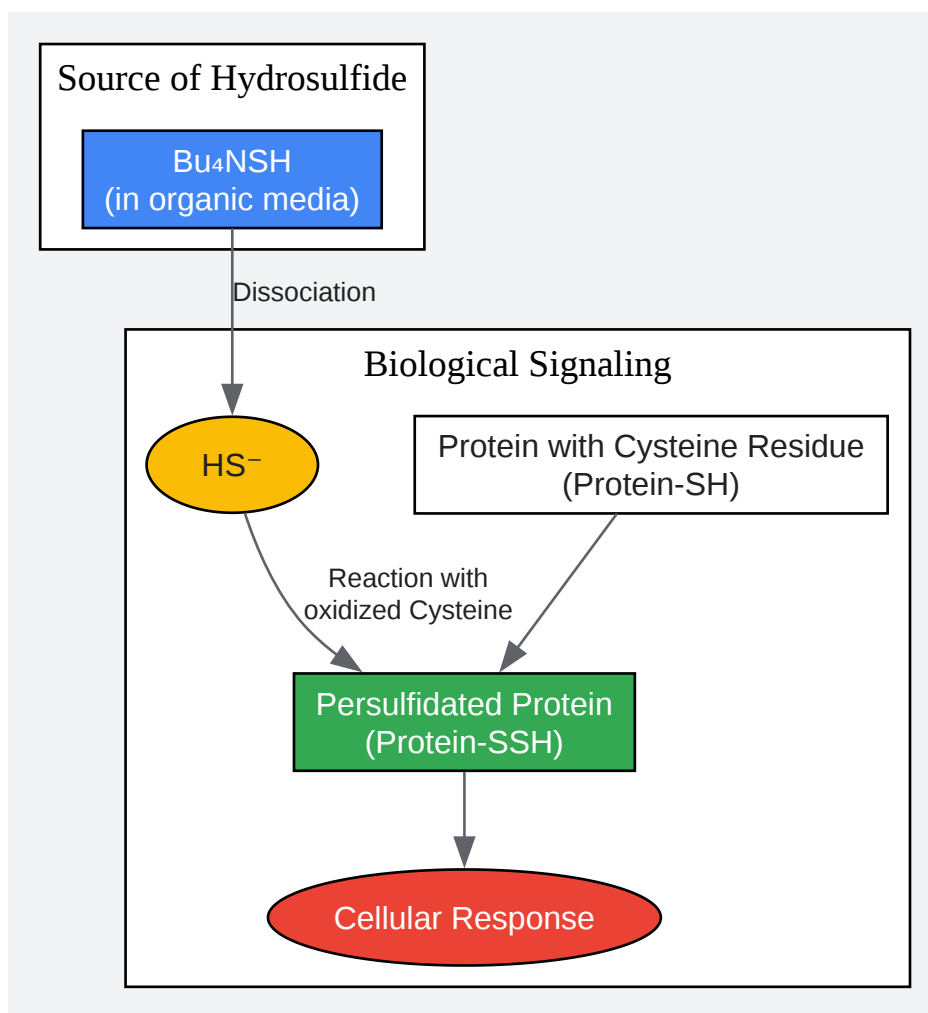 Source of Hydrosulfide
Bu₄NSH
(in organic media)
Dissociation
Biological Signaling
HS⁻
Protein with Cysteine Residue
(Protein-SH)
Reaction with
oxidized Cysteine
Persulfidated Protein
(Protein-SSH)
Cellular Response